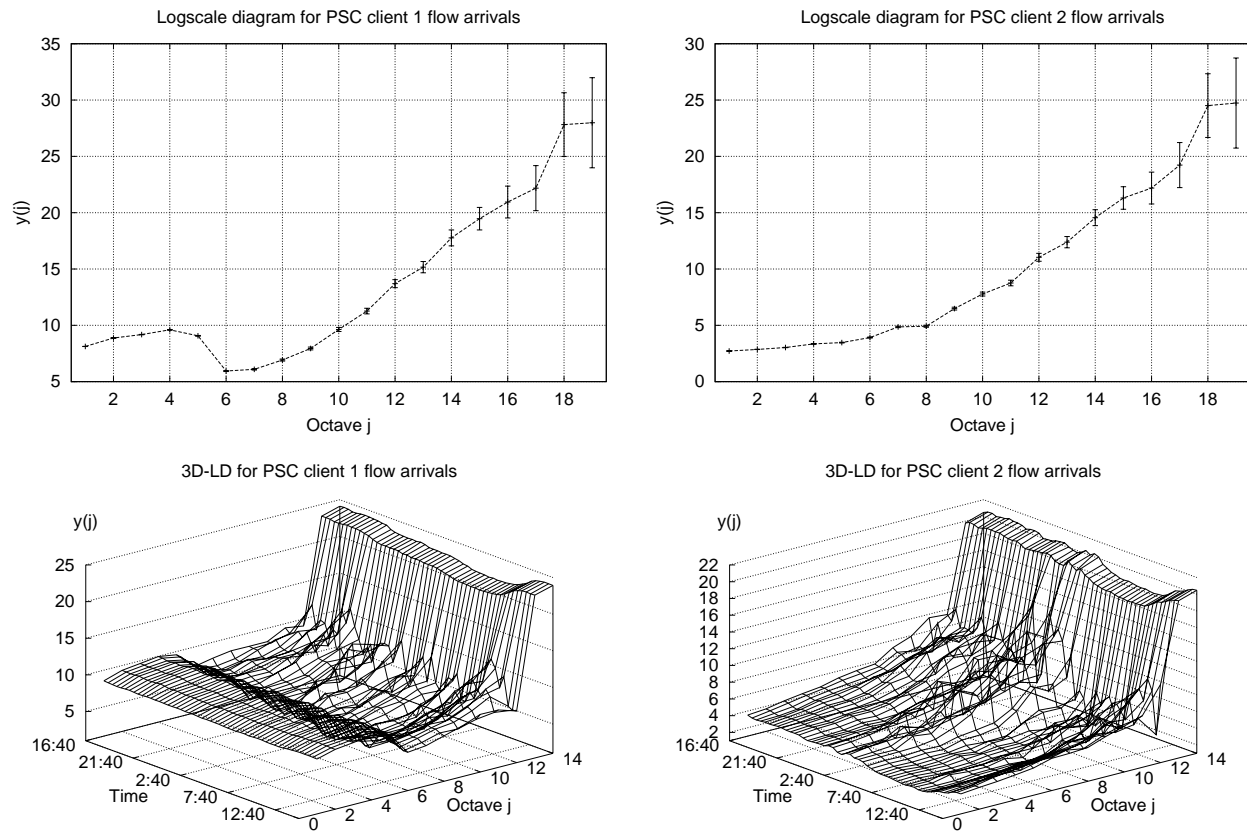 Logscale diagram for PSC client 1 flow arrivals
35
30
25
20
15
10
5
y(j)
2 4 6 8 10 12 14 16 18
Octave j
Logscale diagram for PSC client 2 flow arrivals
30
25
20
15
10
5
0
y(j)
2 4 6 8 10 12 14 16 18
Octave j
3D-LD for PSC client 1 flow arrivals
y(j)
25
20
15
10
5
16:40
21:40
2:40
7:40
12:40
Time
0 2 4 6 8 10 12 14
Octave j
3D-LD for PSC client 2 flow arrivals
y(j)
22
20
18
16
14
12
10
8
6
4
2
16:40
21:40
2:40
7:40
12:40
Time
0 2 4 6 8 10 12 14
Octave j